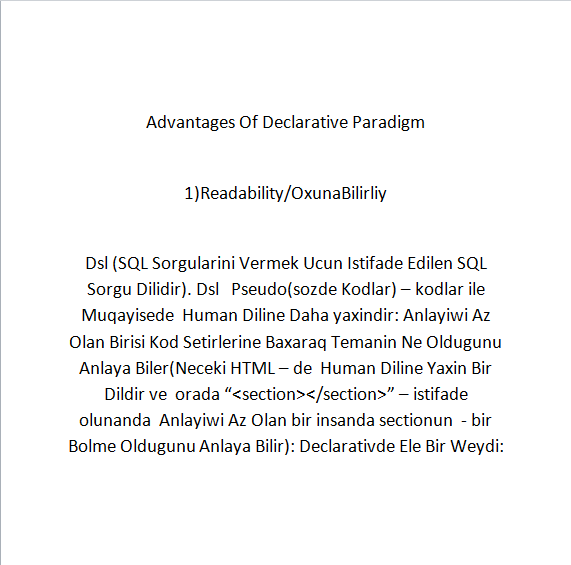 Advantages Of Declarative Paradigm
1)Readability/OxunaBilirliy
Dsl (SQL Sorgularini Vermek Ucun Istifade Edilen SQL
Sorgu Dilidir). Dsl   Pseudo(sozde Kodlar) – kodlar ile
Muqayisede  Human Diline Daha yaxindir: Anlayiwi Az
Olan Birisi Kod Setirlerine Baxaraq Temanin Ne Oldugunu
Anlaya Biler(Neceki HTML – de  Human Diline Yaxin Bir
Dildir ve  orada “<section></section>” – istifade
olunanda  Anlayiwi Az Olan bir insanda sectionun  - bir
Bolme Oldugunu Anlaya Bilir): Declarativde Ele Bir Weydi: